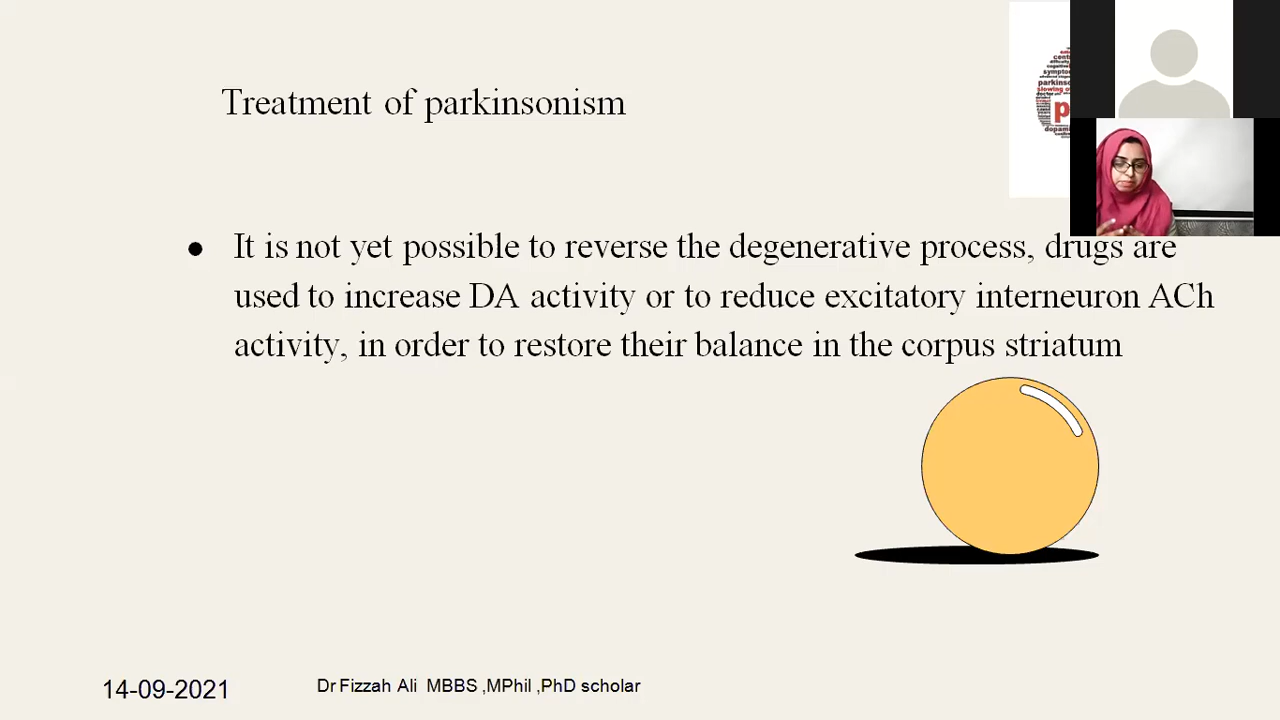 Treatment of parkinsonism
● It is not yet possible to reverse the degenerative process, drugs are
used to increase DA activity or to reduce excitatory interneuron ACh
activity, in order to restore their balance in the corpus striatum
14-09-2021
Dr Fizzah Ali MBBS ,MPhil ,PhD scholar